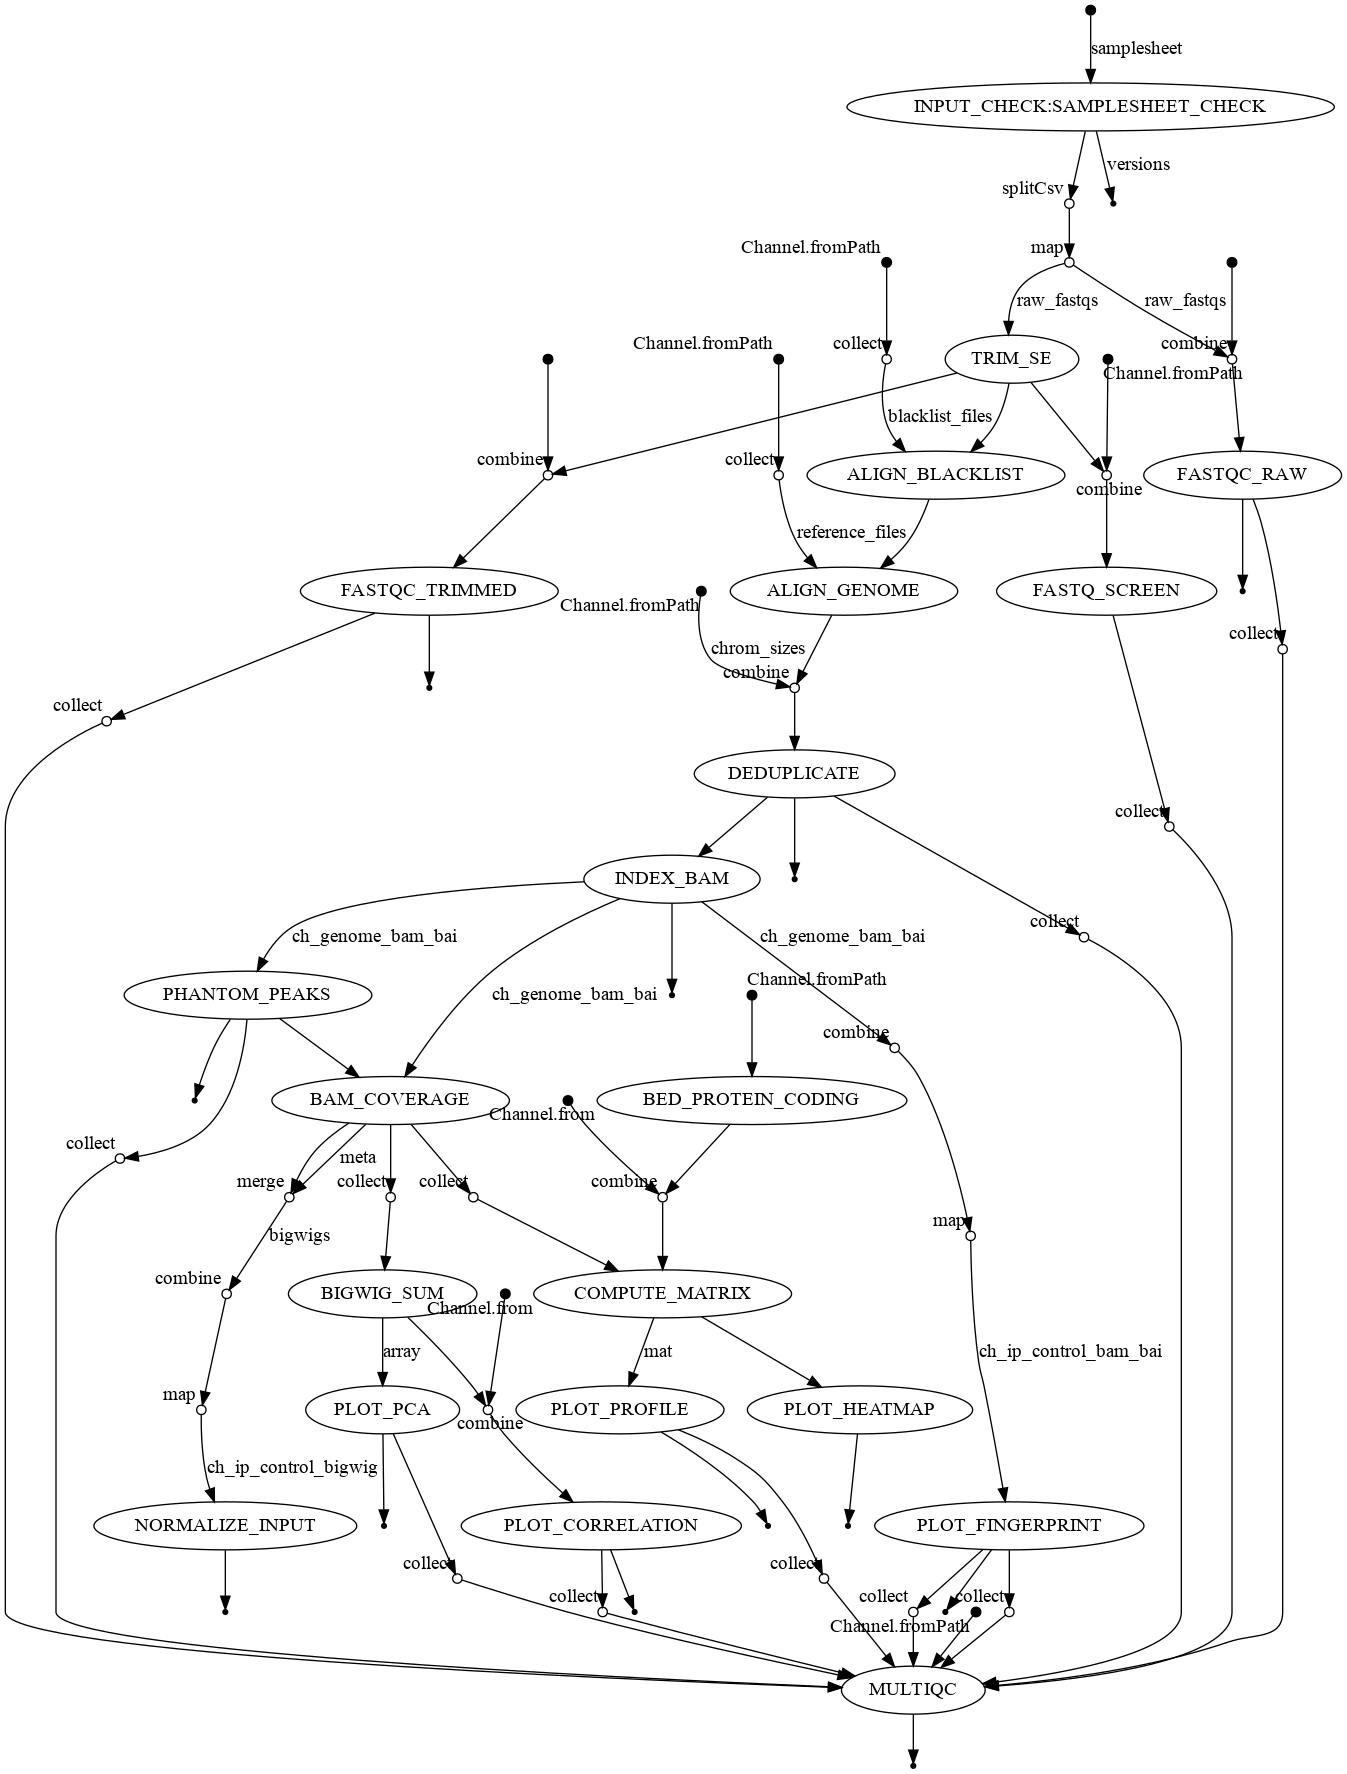 samplesheet
INPUT_CHECK:SAMPLESHEET_CHECK
versions
splitCsv
Channel.fromPath
map
raw_fastqs
raw_fastqs
Channel.fromPath
collect
TRIM_SE
combine
Channel.fromPath
blacklist_files
combine
collect
ALIGN_BLACKLIST
combine
FASTQC_RAW
reference_files
FASTQC_TRIMMED
ALIGN_GENOME
FASTQ_SCREEN
Channel.fromPath
collect
chrom_sizes
combine
collect
DEDUPLICATE
collect
INDEX_BAM
collect
ch_genome_bam_bai
ch_genome_bam_bai
Channel.fromPath
PHANTOM_PEAKS
ch_genome_bam_bai
combine
BAM_COVERAGE
BED_PROTEIN_CODING
Channel.from
collect
meta
merge
collect
collect
combine
map
bigwigs
combine
BIGWIG_SUM
COMPUTE_MATRIX
Channel.from
array
mat
ch_ip_control_bam_bai
map
PLOT_PCA
PLOT_PROFILE
PLOT_HEATMAP
combine
ch_ip_control_bigwig
NORMALIZE_INPUT
PLOT_CORRELATION
PLOT_FINGERPRINT
collect
collect
collect
collect
collect
Channel.fromPath
MULTIQC